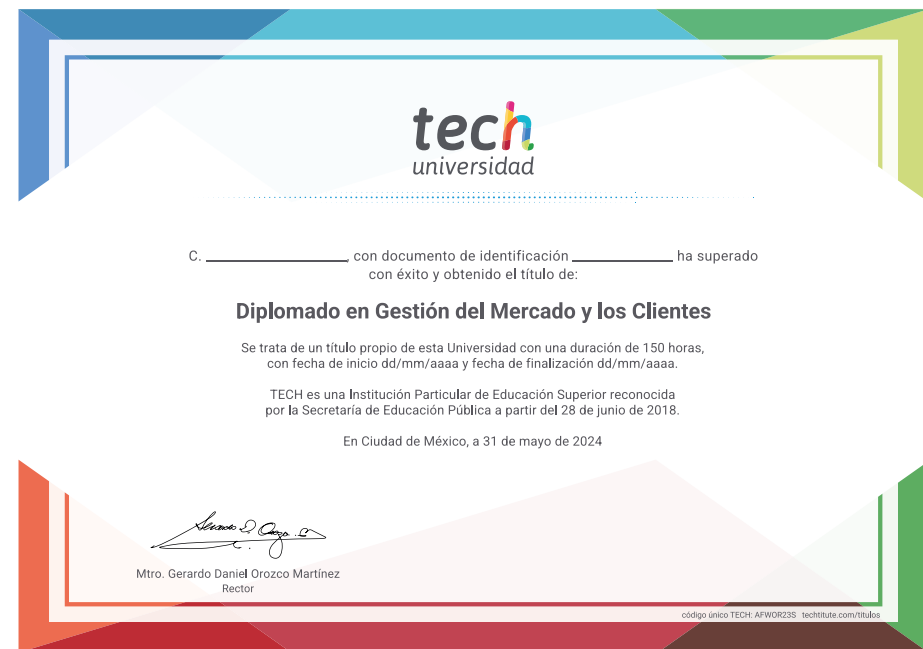 tech
universidad
C. ____________, con documento de identificación ____________ ha superado
con éxito y obtenido el título de:
Diplomado en Gestión del Mercado y los Clientes
Se trata de un título propio de esta Universidad con una duración de 150 horas,
con fecha de inicio dd/mm/aaaa y fecha de finalización dd/mm/aaaa.
TECH es una Institución Particular de Educación Superior reconocida
por la Secretaría de Educación Pública a partir del 28 de junio de 2018.
En Ciudad de México, a 31 de mayo de 2024
Mtro. Gerardo Daniel Orozco Martínez
Rector
código único TECH: AFWOR23S techtitute.com/titulos